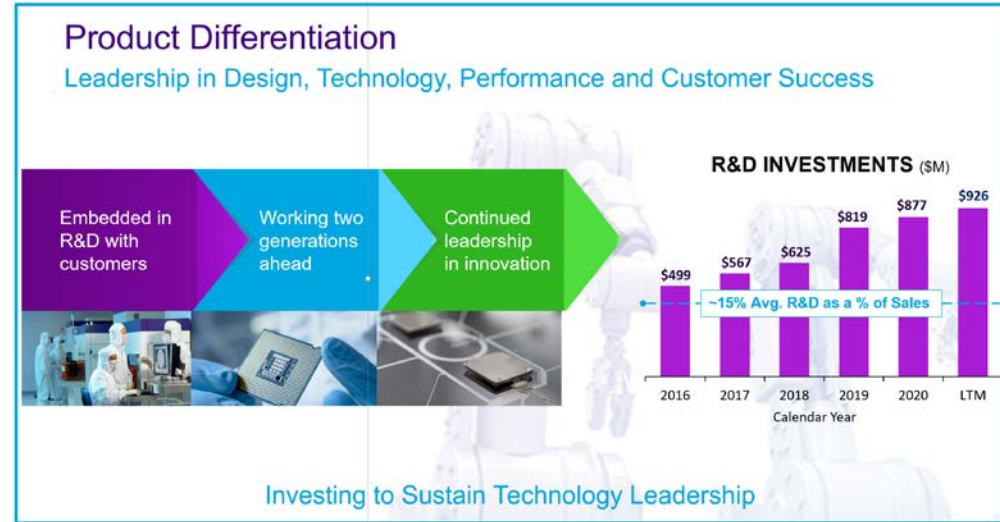 Product Differentiation
Leadership in Design, Technology, Performance and Customer Success
Embedded in
R&D with
customers
Working two
generations
ahead
Continued
leadership
in innovation
R&D INVESTMENTS ($M)
$499
$567
$625
$819
$877
$926
~15% Avg. R&D as a % of Sales
2016
2017
2018
2019
2020
LTM
Calendar Year
Investing to Sustain Technology Leadership